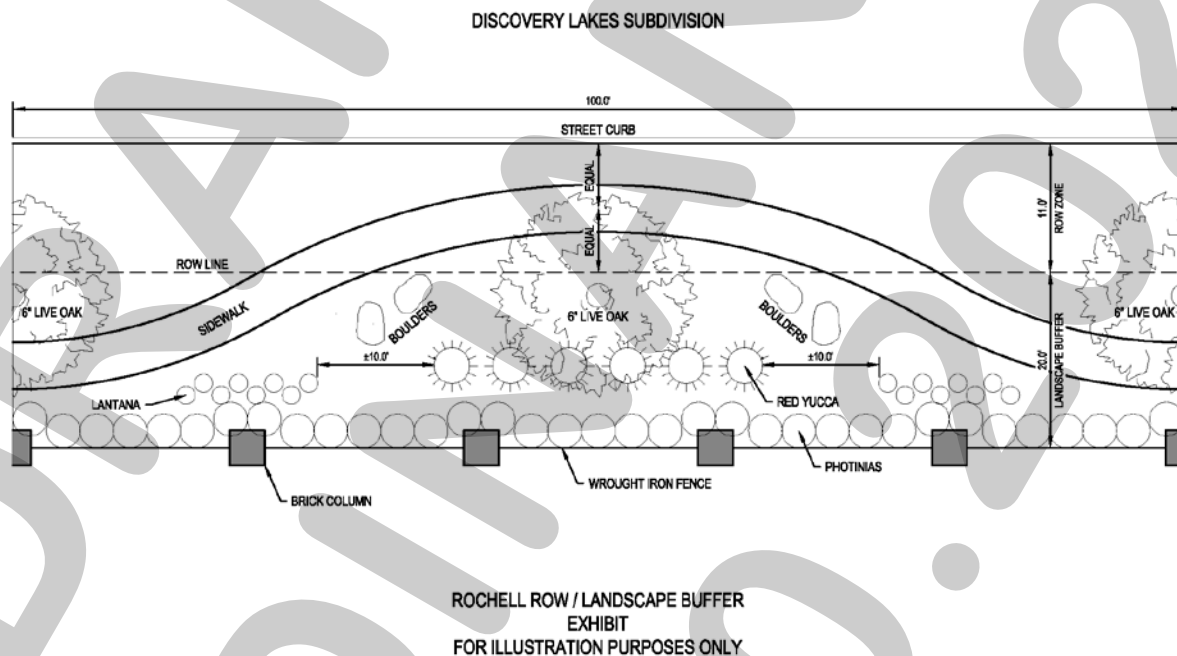 DISCOVERY LAKES SUBDIVISION
100.0'
STREET CURB
EQUAL
EQUAL
11.0'
ROW ZONE
ROW LINE
6" LIVE OAK
SIDEWALK
BOULDERS
6" LIVE OAK
BOULDERS
6" LIVE OAK
±10.0'
±10.0'
20.0'
LANDSCAPE BUFFER
LANTANA
RED YUCCA
PHOTINIAS
WROUGHT IRON FENCE
BRICK COLUMN
ROCHELL ROW / LANDSCAPE BUFFER
EXHIBIT
FOR ILLUSTRATION PURPOSES ONLY